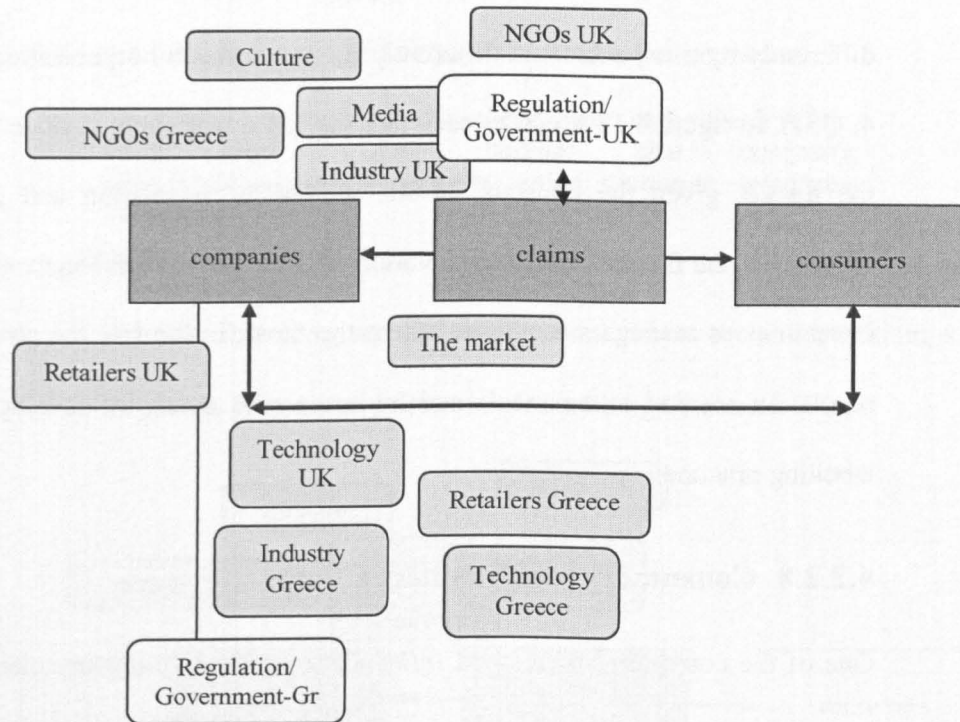 NGOs UK
Culture
Media
Regulation/
Government-UK
NGOs Greece
Industry UK
companies
claims
consumers
The market
Retailers UK
Technology
UK
Retailers Greece
Industry
Greece
Technology
Greece
Regulation/
Government-Gr